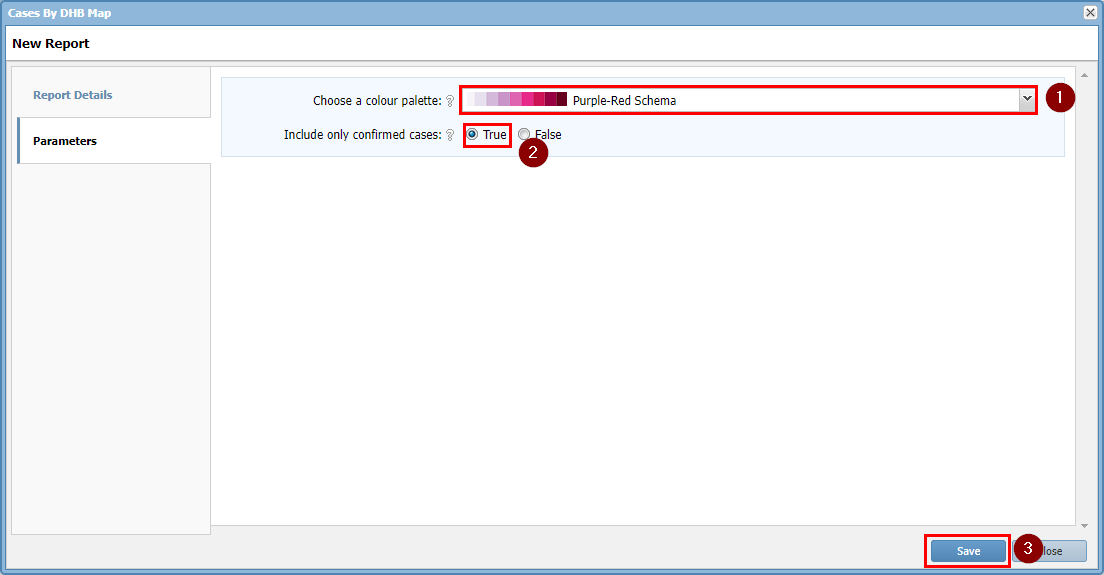 Cases By DHB Map
New Report
Report Details
Parameters
Choose a colour palette: ? Purple-Red Schema
1
Include only confirmed cases: ? True False
2
Save
3
lose